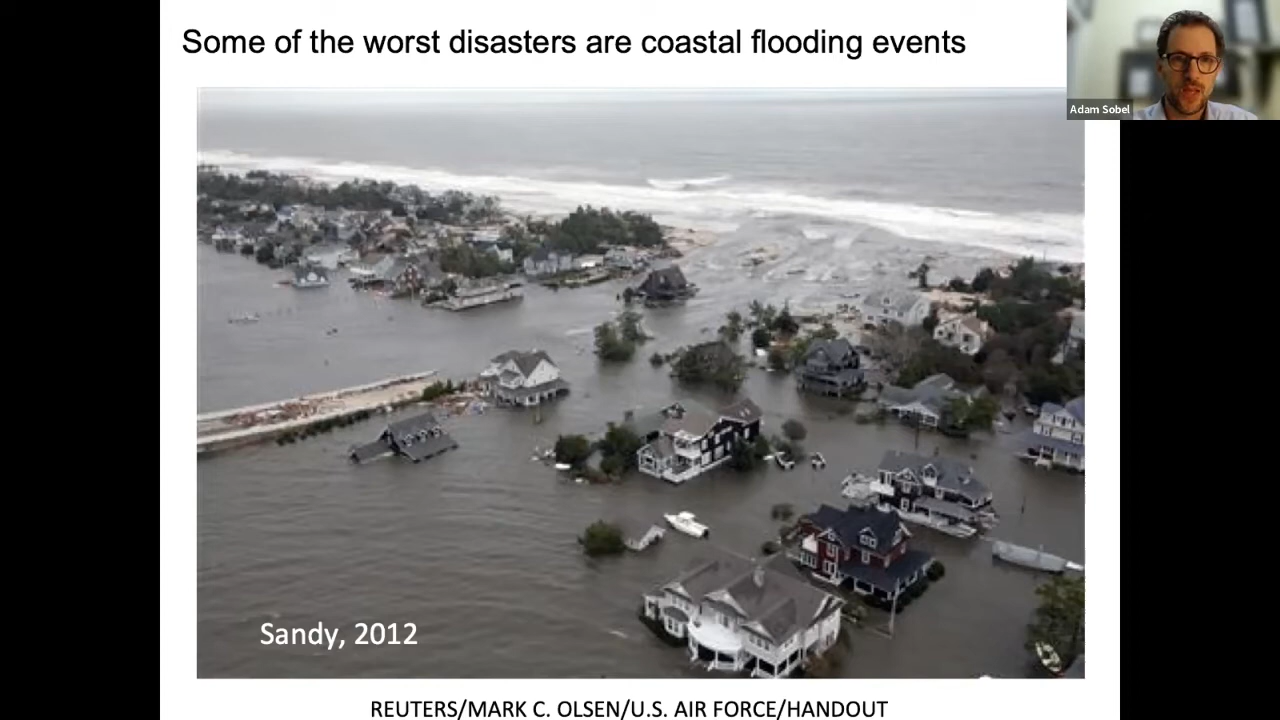 Some of the worst disasters are coastal flooding events
Adam Sobel
Sandy, 2012
REUTERS/MARK C. OLSEN/U.S. AIR FORCE/HANDOUT